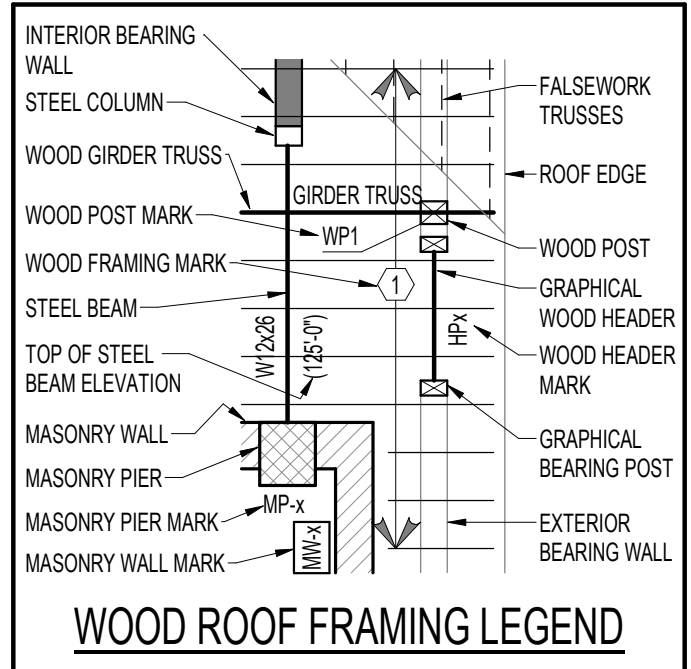 INTERIOR BEARING
WALL
STEEL COLUMN
WOOD GIRDER TRUSS
WOOD POST MARK
WOOD FRAMING MARK
STEEL BEAM
TOP OF STEEL
BEAM ELEVATION
MASONRY WALL
MASONRY PIER
MASONRY PIER MARK
MASONRY WALL MARK
GIRDER TRUSS
WP1
1
W12x26
(125'-0")
HPx
MP-x
MW-x
FALSEWORK
TRUSSES
ROOF EDGE
WOOD POST
GRAPHICAL
WOOD HEADER
WOOD HEADER
MARK
GRAPHICAL
BEARING POST
EXTERIOR
BEARING WALL
WOOD ROOF FRAMING LEGEND